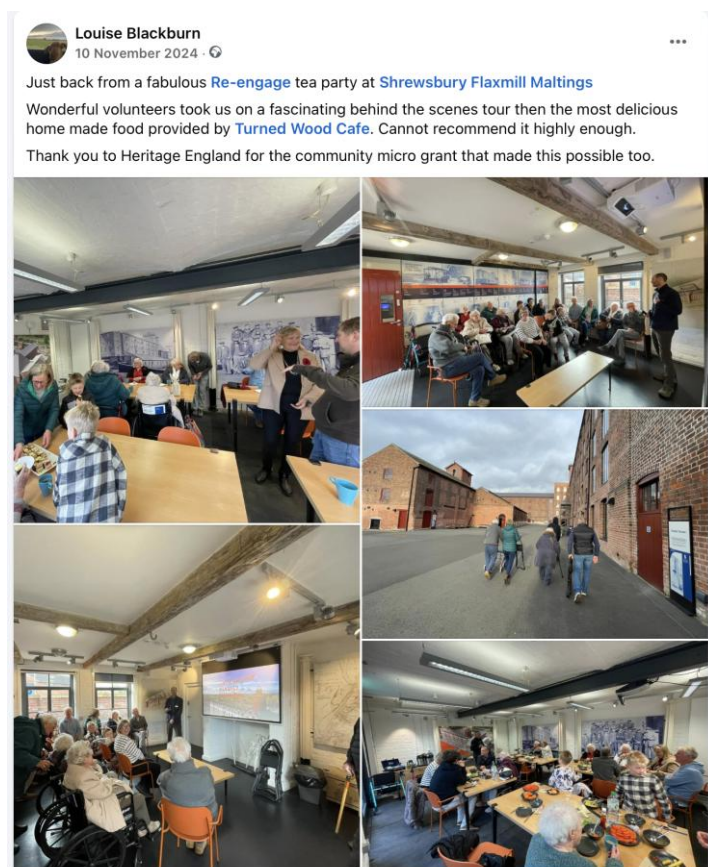 Louise Blackburn
10 November 2024 ·
Just back from a fabulous Re-engage tea party at Shrewsbury Flaxmill Maltings
Wonderful volunteers took us on a fascinating behind the scenes tour then the most delicious
home made food provided by Turned Wood Cafe. Cannot recommend it highly enough.
Thank you to Heritage England for the community micro grant that made this possible too.